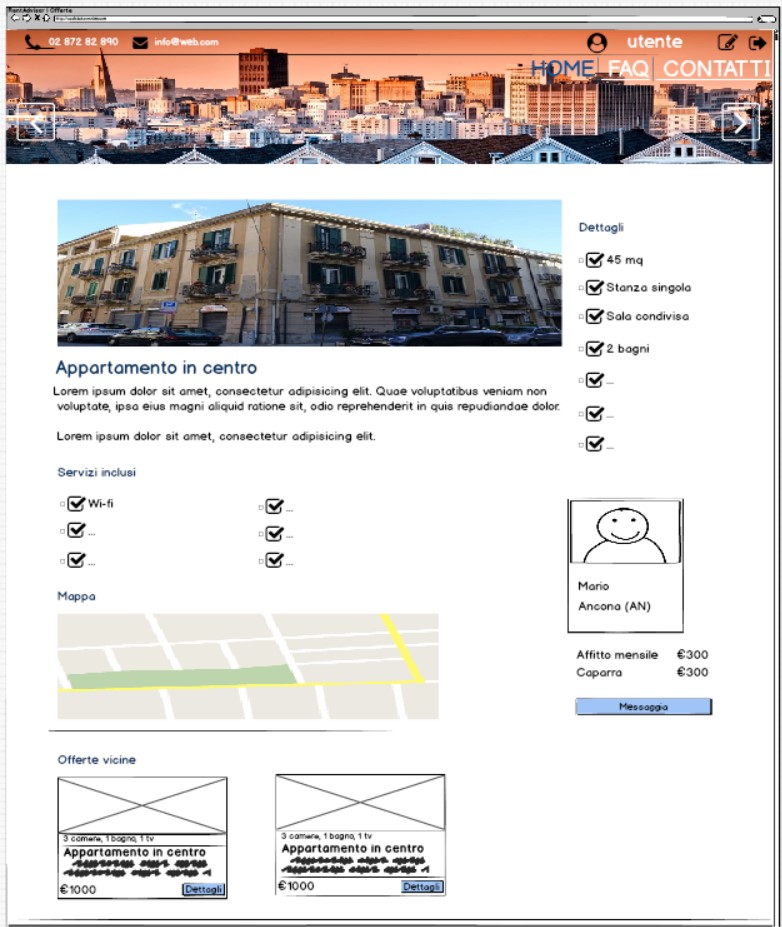 RentAdvisor | Offerta
02 872 82 890
info@web.com
utente
HOME
FAQ
CONTATTI
Dettagli
45 mq
Stanza singola
Sala condivisa
2 bagni
...
...
...
Appartamento in centro
Lorem ipsum dolor sit amet, consectetur adipisicing elit. Quae voluptatibus veniam non
voluptate, ipsa eius magni aliquid ratione sit, odio reprehenderit in quis repudiandae dolor.
Lorem ipsum dolor sit amet, consectetur adipisicing elit.
Servizi inclusi
Wi-fi
...
...
...
...
...
Mappa
Mario
Ancona (AN)
Affitto mensile €300
Caparra €300
Messaggia
Offerte vicine
3 camere, 1 bagno, 1 tv
Appartamento in centro
€1000
Dettagli
3 camere, 1 bagno, 1 tv
Appartamento in centro
€1000
Dettagli